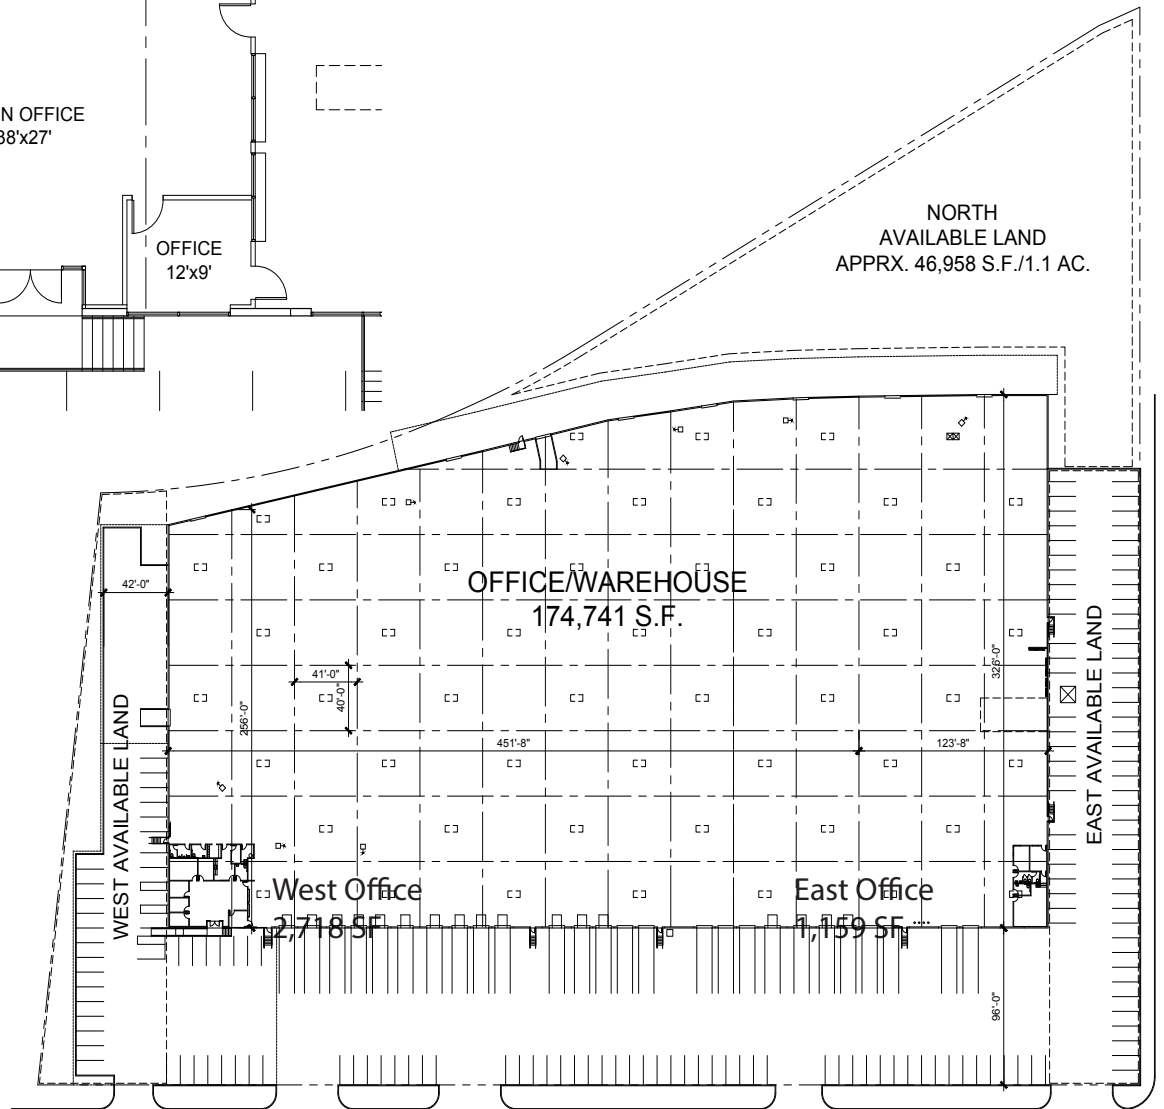 N OFFICE
38'x27'
OFFICE
12'x9'
NORTH
AVAILABLE LAND
APPRX. 46,958 S.F./1.1 AC.
OFFICE/WAREHOUSE
174,741 S.F.
42'-0"
41'-0"
40'-0"
256'-0"
326'-0"
451'-8"
123'-8"
WEST AVAILABLE LAND
EAST AVAILABLE LAND
West Office
2,718 SF
East Office
1,159 SF
96'-0"